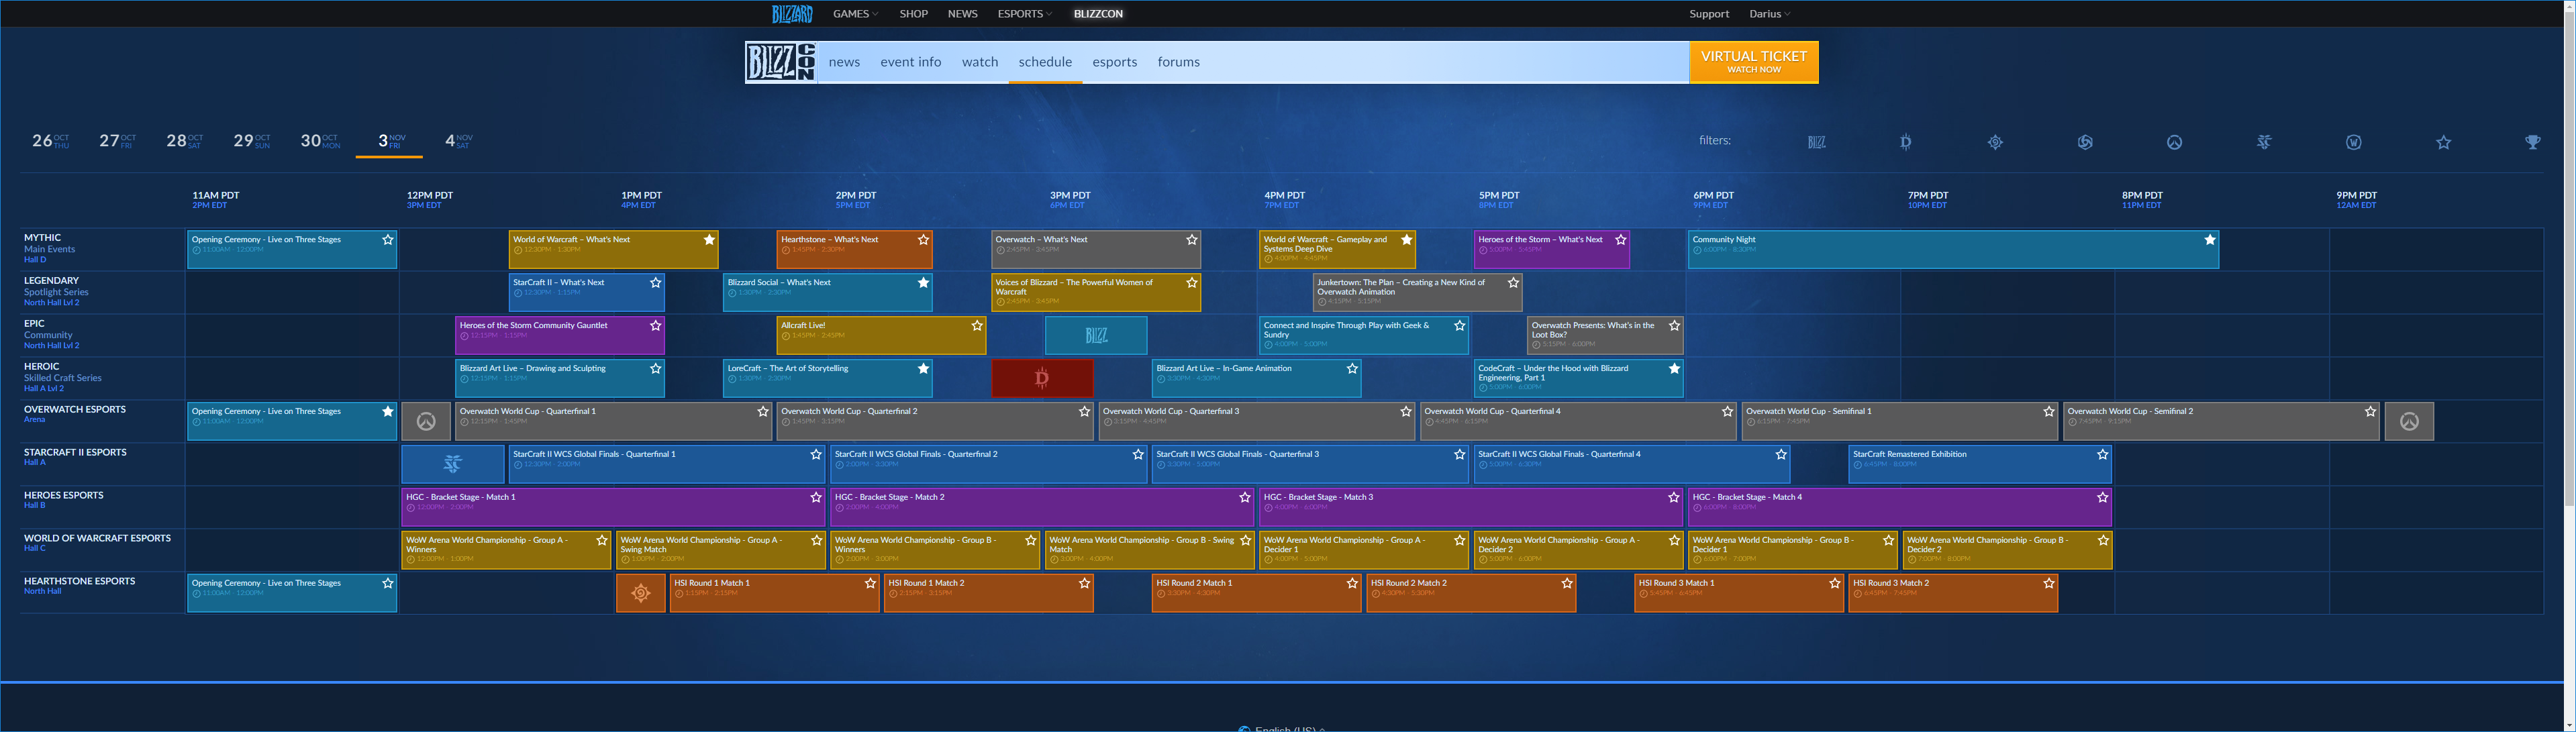 BLIZZARD GAMES SHOP NEWS ESPORTS BLIZZCON Support Darius
BLIZZCON news event info watch schedule esports forums VIRTUAL TICKET
WATCH NOW
26 OCT THU 27 OCT FRI 28 OCT SAT 29 OCT SUN 30 OCT MON 3 NOV FRI 4 NOV SAT filters: BLIZZ
11AM PDT 12PM PDT 1PM PDT 2PM PDT 3PM PDT 4PM PDT 5PM PDT 6PM PDT 7PM PDT 8PM PDT 9PM PDT
2PM EDT 3PM EDT 4PM EDT 5PM EDT 6PM EDT 7PM EDT 8PM EDT 9PM EDT 10PM EDT 11PM EDT 12AM EDT
MYTHIC
Main Events
Hall D
Opening Ceremony - Live on Three Stages
11:00AM - 12:00PM
World of Warcraft – What's Next
12:30PM - 1:30PM
Hearthstone – What's Next
1:45PM - 2:30PM
Overwatch – What's Next
2:45PM - 3:45PM
World of Warcraft – Gameplay and
Systems Deep Dive
4:00PM - 4:45PM
Heroes of the Storm – What's Next
5:00PM - 5:45PM
Community Night
6:00PM - 8:30PM
LEGENDARY
Spotlight Series
North Hall Lvl 2
StarCraft II – What's Next
12:30PM - 1:15PM
Blizzard Social – What's Next
1:30PM - 2:30PM
Voices of Blizzard – The Powerful Women of
Warcraft
2:45PM - 3:45PM
Junkertown: The Plan – Creating a New Kind of
Overwatch Animation
4:15PM - 5:15PM
EPIC
Community
North Hall Lvl 2
Heroes of the Storm Community Gauntlet
12:15PM - 1:15PM
Allcraft Live!
1:45PM - 2:45PM
BLIZZ
Connect and Inspire Through Play with Geek &
Sundry
4:00PM - 5:00PM
Overwatch Presents: What's in the
Loot Box?
5:15PM - 6:00PM
HEROIC
Skilled Craft Series
Hall A Lvl 2
Blizzard Art Live – Drawing and Sculpting
12:15PM - 1:15PM
LoreCraft – The Art of Storytelling
1:30PM - 2:30PM
Blizzard Art Live – In-Game Animation
3:30PM - 4:30PM
CodeCraft – Under the Hood with Blizzard
Engineering, Part 1
5:00PM - 6:00PM
OVERWATCH ESPORTS
Arena
Opening Ceremony - Live on Three Stages
11:00AM - 12:00PM
Overwatch World Cup - Quarterfinal 1
12:15PM - 1:45PM
Overwatch World Cup - Quarterfinal 2
1:45PM - 3:15PM
Overwatch World Cup - Quarterfinal 3
3:15PM - 4:45PM
Overwatch World Cup - Quarterfinal 4
4:45PM - 6:15PM
Overwatch World Cup - Semifinal 1
6:15PM - 7:45PM
Overwatch World Cup - Semifinal 2
7:45PM - 9:15PM
STARCRAFT II ESPORTS
Hall A
StarCraft II WCS Global Finals - Quarterfinal 1
12:30PM - 2:00PM
StarCraft II WCS Global Finals - Quarterfinal 2
2:00PM - 3:30PM
StarCraft II WCS Global Finals - Quarterfinal 3
3:30PM - 5:00PM
StarCraft II WCS Global Finals - Quarterfinal 4
5:00PM - 6:30PM
StarCraft Remastered Exhibition
6:45PM - 8:00PM
HEROES ESPORTS
Hall B
HGC - Bracket Stage - Match 1
12:00PM - 2:00PM
HGC - Bracket Stage - Match 2
2:00PM - 4:00PM
HGC - Bracket Stage - Match 3
4:00PM - 6:00PM
HGC - Bracket Stage - Match 4
6:00PM - 8:00PM
WORLD OF WARCRAFT ESPORTS
Hall C
WoW Arena World Championship - Group A -
Winners
12:00PM - 1:00PM
WoW Arena World Championship - Group A -
Swing Match
1:00PM - 2:00PM
WoW Arena World Championship - Group B -
Winners
2:00PM - 3:00PM
WoW Arena World Championship - Group B - Swing
Match
3:00PM - 4:00PM
WoW Arena World Championship - Group A -
Decider 1
4:00PM - 5:00PM
WoW Arena World Championship - Group A -
Decider 2
5:00PM - 6:00PM
WoW Arena World Championship - Group B -
Decider 1
6:00PM - 7:00PM
WoW Arena World Championship - Group B -
Decider 2
7:00PM - 8:00PM
HEARTHSTONE ESPORTS
North Hall
Opening Ceremony - Live on Three Stages
11:00AM - 12:00PM
HSI Round 1 Match 1
1:15PM - 2:15PM
HSI Round 1 Match 2
2:15PM - 3:15PM
HSI Round 2 Match 1
3:30PM - 4:30PM
HSI Round 2 Match 2
4:30PM - 5:30PM
HSI Round 3 Match 1
5:45PM - 6:45PM
HSI Round 3 Match 2
6:45PM - 7:45PM
English (US)